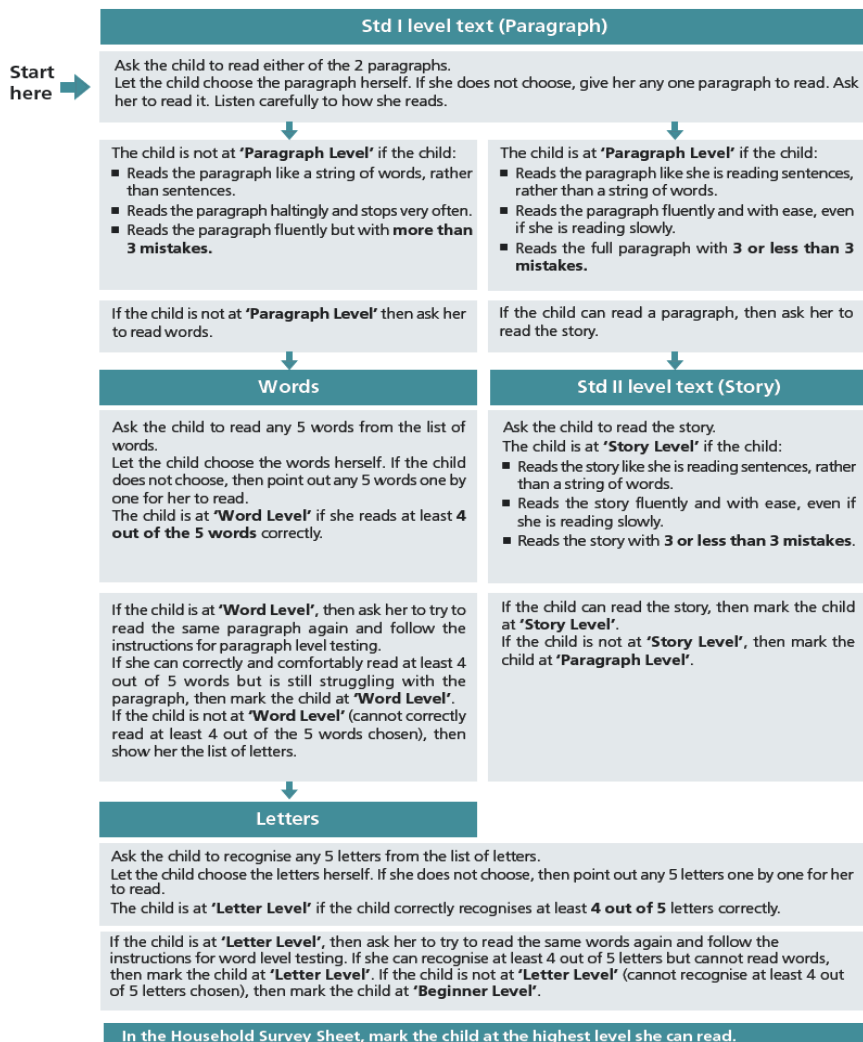 Std I level text (Paragraph)
Start
here
Ask the child to read either of the 2 paragraphs.
Let the child choose the paragraph herself. If she does not choose, give her any one paragraph to read. Ask
her to read it. Listen carefully to how she reads.
The child is not at 'Paragraph Level' if the child:
■ Reads the paragraph like a string of words, rather
than sentences.
■ Reads the paragraph haltingly and stops very often.
■ Reads the paragraph fluently but with more than
3 mistakes.
If the child is not at 'Paragraph Level' then ask her
to read words.
The child is at 'Paragraph Level' if the child:
■ Reads the paragraph like she is reading sentences,
rather than a string of words.
■ Reads the paragraph fluently and with ease, even
if she is reading slowly.
■ Reads the full paragraph with 3 or less than 3
mistakes.
If the child can read a paragraph, then ask her to
read the story.
Words
Ask the child to read any 5 words from the list of
words.
Let the child choose the words herself. If the child
does not choose, then point out any 5 words one by
one for her to read.
The child is at 'Word Level' if she reads at least 4
out of the 5 words correctly.
If the child is at 'Word Level', then ask her to try to
read the same paragraph again and follow the
instructions for paragraph level testing.
If she can correctly and comfortably read at least 4
out of 5 words but is still struggling with the
paragraph, then mark the child at 'Word Level'.
If the child is not at 'Word Level' (cannot correctly
read at least 4 out of the 5 words chosen), then
show her the list of letters.
Std II level text (Story)
Ask the child to read the story.
The child is at 'Story Level' if the child:
■ Reads the story like she is reading sentences, rather
than a string of words.
■ Reads the story fluently and with ease, even if
she is reading slowly.
■ Reads the story with 3 or less than 3 mistakes.
If the child can read the story, then mark the child
at 'Story Level'.
If the child is not at 'Story Level', then mark the
child at 'Paragraph Level'.
Letters
Ask the child to recognise any 5 letters from the list of letters.
Let the child choose the letters herself. If she does not choose, then point out any 5 letters one by one for her
to read.
The child is at 'Letter Level' if the child correctly recognises at least 4 out of 5 letters correctly.
If the child is at 'Letter Level', then ask her to try to read the same words again and follow the
instructions for word level testing. If she can recognise at least 4 out of 5 letters but cannot read words,
then mark the child at 'Letter Level'. If the child is not at 'Letter Level' (cannot recognise at least 4 out
of 5 letters chosen), then mark the child at 'Beginner Level'.
In the Household Survey Sheet, mark the child at the highest level she can read.